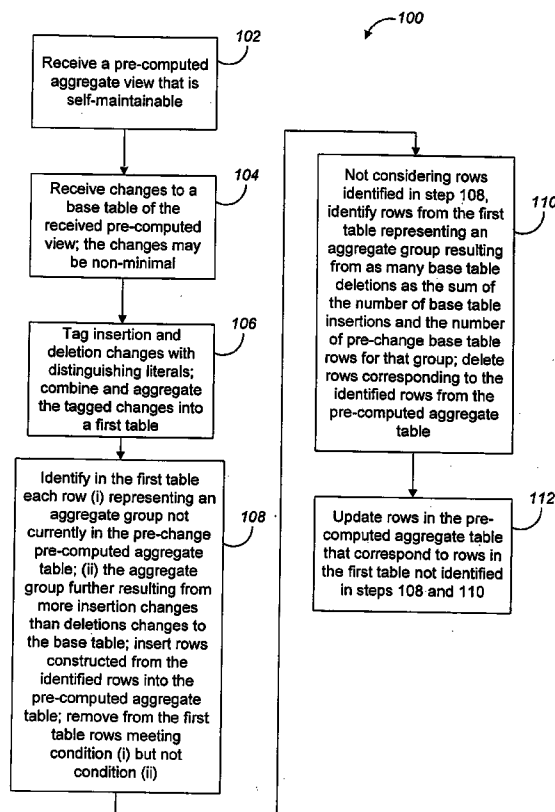 100
102
Receive a pre-computed
aggregate view that is
self-maintainable
104
Receive changes to a
base table of the
received pre-computed
view; the changes may
be non-minimal
106
Tag insertion and
deletion changes with
distinguishing literals;
combine and aggregate
the tagged changes into
a first table
108
Identify in the first table
each row (i) representing an
aggregate group not
currently in the pre-change
pre-computed aggregate
table; (ii) the aggregate
group further resulting from
more insertion changes
than deletions changes to
the base table; insert rows
constructed from the
identified rows into the
pre-computed aggregate
table; remove from the first
table rows meeting
condition (i) but not
condition (ii)
110
Not considering rows
identified in step 108,
identify rows from the first
table representing an
aggregate group resulting
from as many base table
deletions as the sum of
the number of base table
insertions and the number
of pre-change base table
rows for that group; delete
rows corresponding to the
identified rows from the
pre-computed aggregate
table
112
Update rows in the pre-
computed aggregate table
that correspond to rows in
the first table not identified
in steps 108 and 110